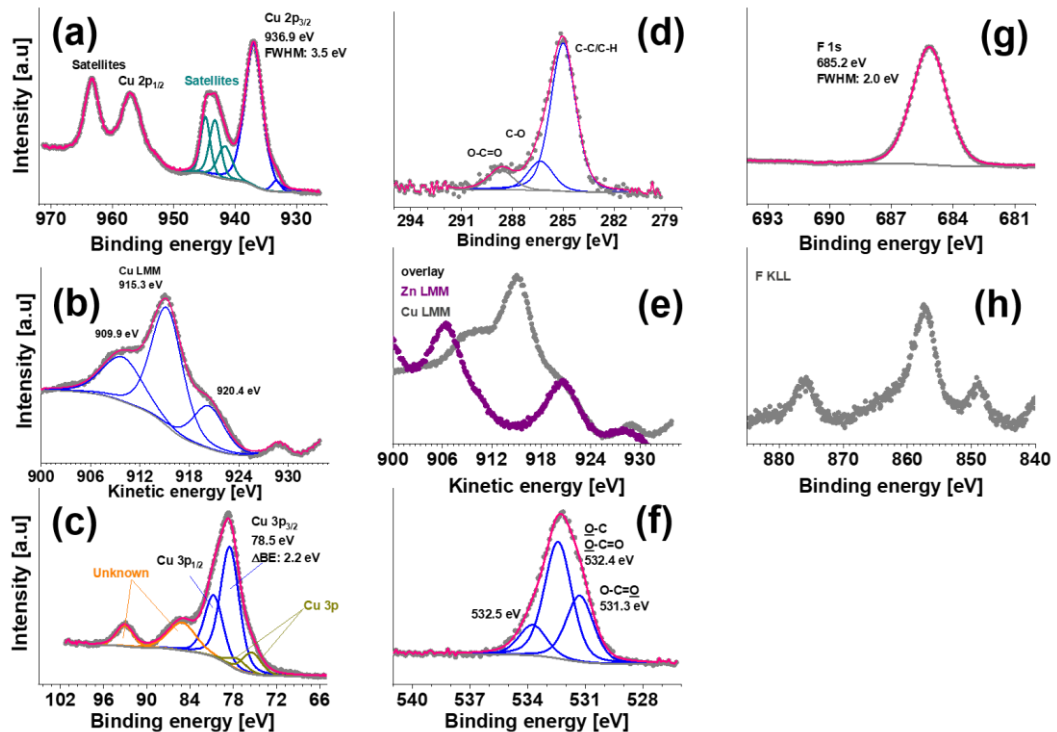 (a)
Cu 2p3/2
936.9 eV
FWHM: 3.5 eV
Satellites
Cu 2p1/2
Satellites
Intensity [a.u]
970 960 950 940 930
Binding energy [eV]
(d)
C-C/C-H
C-O
O-C=O
294 291 288 285 282 279
Binding energy [eV]
(g)
F 1s
685.2 eV
FWHM: 2.0 eV
693 690 687 684 681
Binding energy [eV]
(b)
Cu LMM
915.3 eV
909.9 eV
920.4 eV
Intensity [a.u]
900 906 912 918 924 930
Kinetic energy [eV]
(e)
overlay
Zn LMM
Cu LMM
900 906 912 918 924 930
Kinetic energy [eV]
(h)
F KLL
880 870 860 850 840
Binding energy [eV]
(c)
Cu 3p3/2
78.5 eV
ΔBE: 2.2 eV
Cu 3p1/2
Unknown
Cu 3p
Intensity [a.u]
102 96 90 84 78 72 66
Binding energy [eV]
(f)
O-C
O-C=O
532.4 eV
O-C=O
531.3 eV
532.5 eV
540 537 534 531 528
Binding energy [eV]